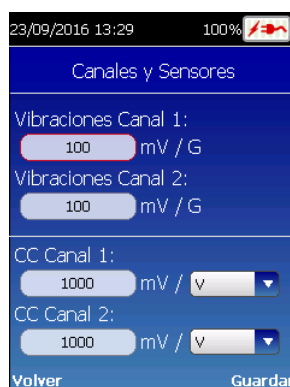 23/09/2016 13:29 100%
Canales y Sensores
Vibraciones Canal 1:
100 mV / G
Vibraciones Canal 2:
100 mV / G
CC Canal 1:
1000 mV / V
CC Canal 2:
1000 mV / V
Volver Guardar